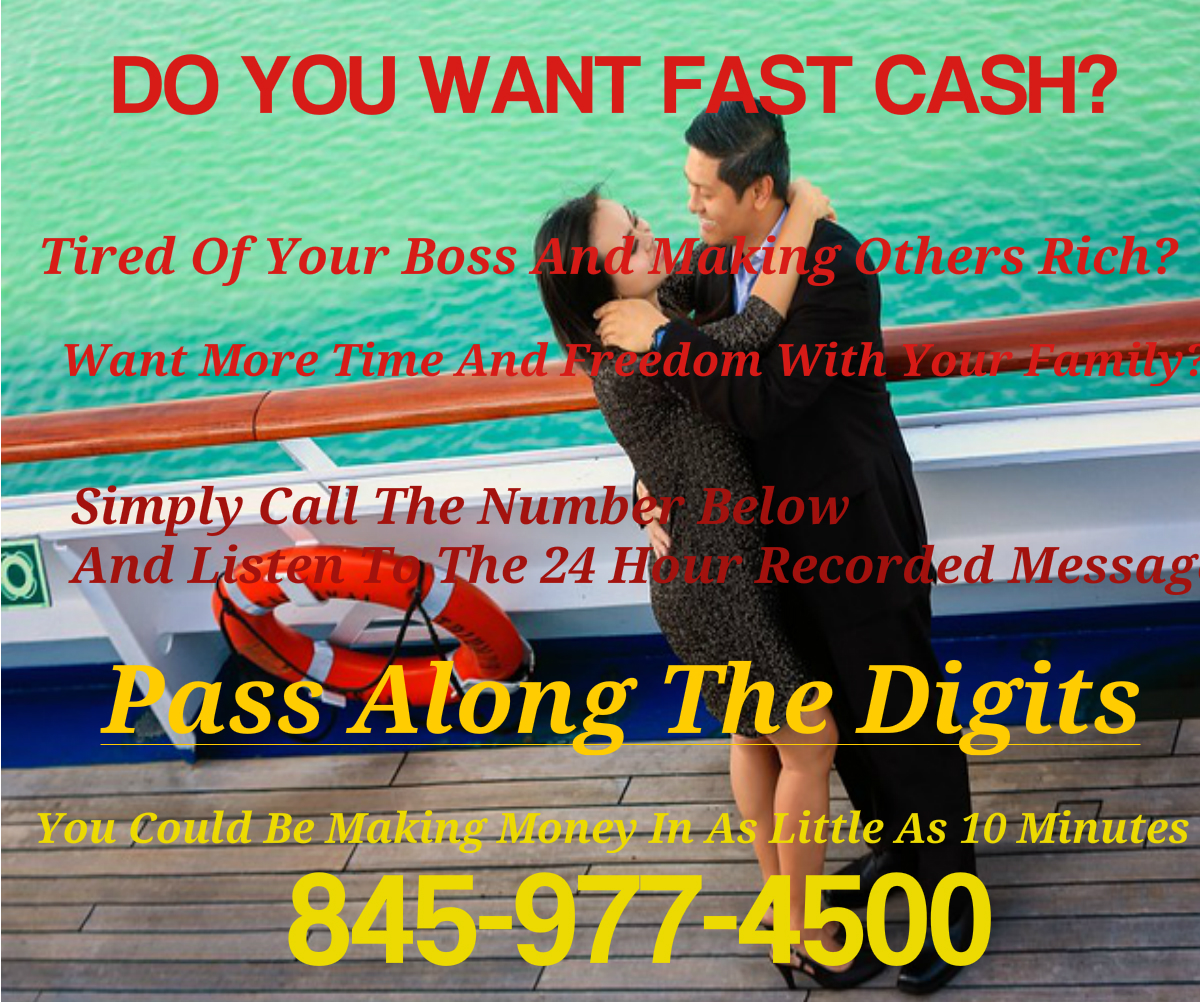 DO YOU WANT FAST CASH?
Tired Of Your Boss And Making Others Rich?
Want More Time And Freedom With Your Family?
Simply Call The Number Below
And Listen To The 24 Hour Recorded Messag
Pass Along The Digits
You Could Be Making Money In As Little As 10 Minutes
845-977-4500